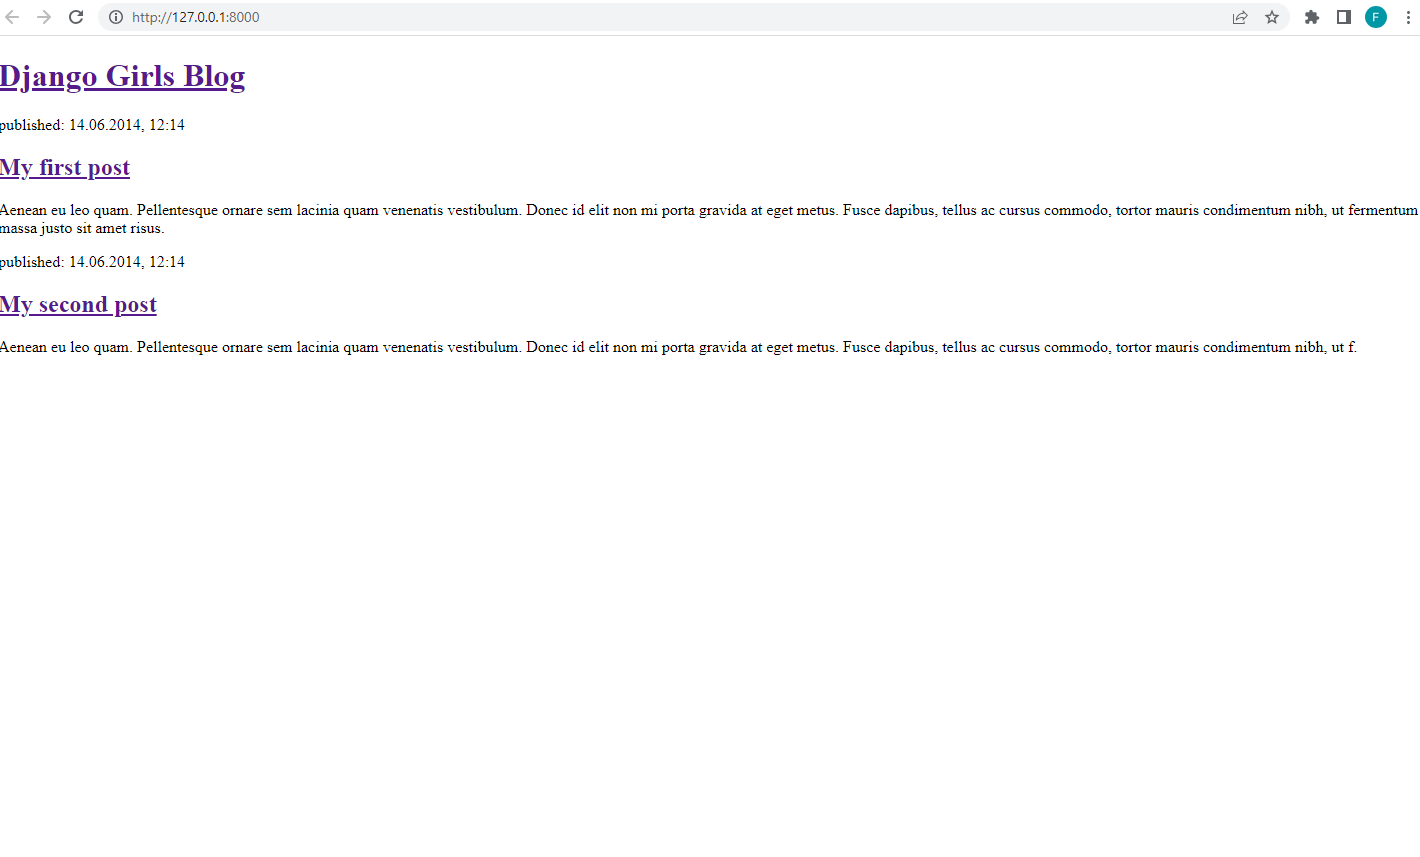 http://127.0.0.1:8000
F
Django Girls Blog
published: 14.06.2014, 12:14
My first post
Aenean eu leo quam. Pellentesque ornare sem lacinia quam venenatis vestibulum. Donec id elit non mi porta gravida at eget metus. Fusce dapibus, tellus ac cursus commodo, tortor mauris condimentum nibh, ut fermentum
massa justo sit amet risus.
published: 14.06.2014, 12:14
My second post
Aenean eu leo quam. Pellentesque ornare sem lacinia quam venenatis vestibulum. Donec id elit non mi porta gravida at eget metus. Fusce dapibus, tellus ac cursus commodo, tortor mauris condimentum nibh, ut f.